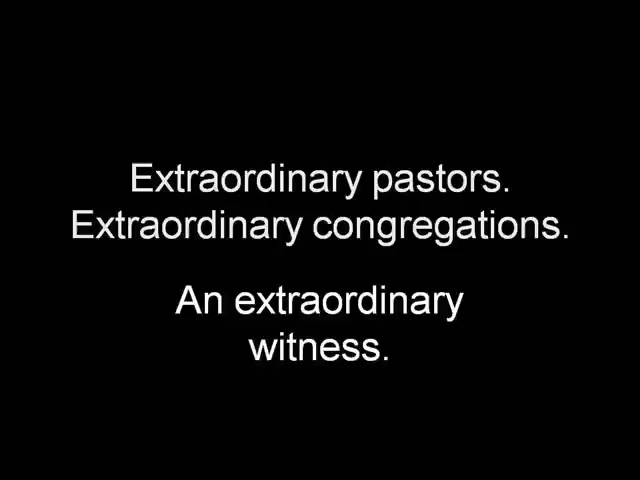 Extraordinary pastors.
Extraordinary congregations.
An extraordinary
witness.